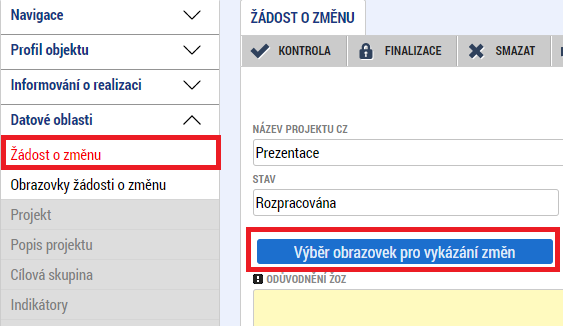 Navigace
Profil objektu
Informování o realizaci
Datové oblasti
Žádost o změnu
Obrazovky žádosti o změnu
Projekt
Popis projektu
Cílová skupina
Indikátory
ŽÁDOST O ZMĚNU
KONTROLA FINALIZACE SMAZAT
NÁZEV PROJEKTU CZ
Prezentace
STAV
Rozpracována
Výběr obrazovek pro vykázání změn
ODŮVODNĚNÍ ŽOZ